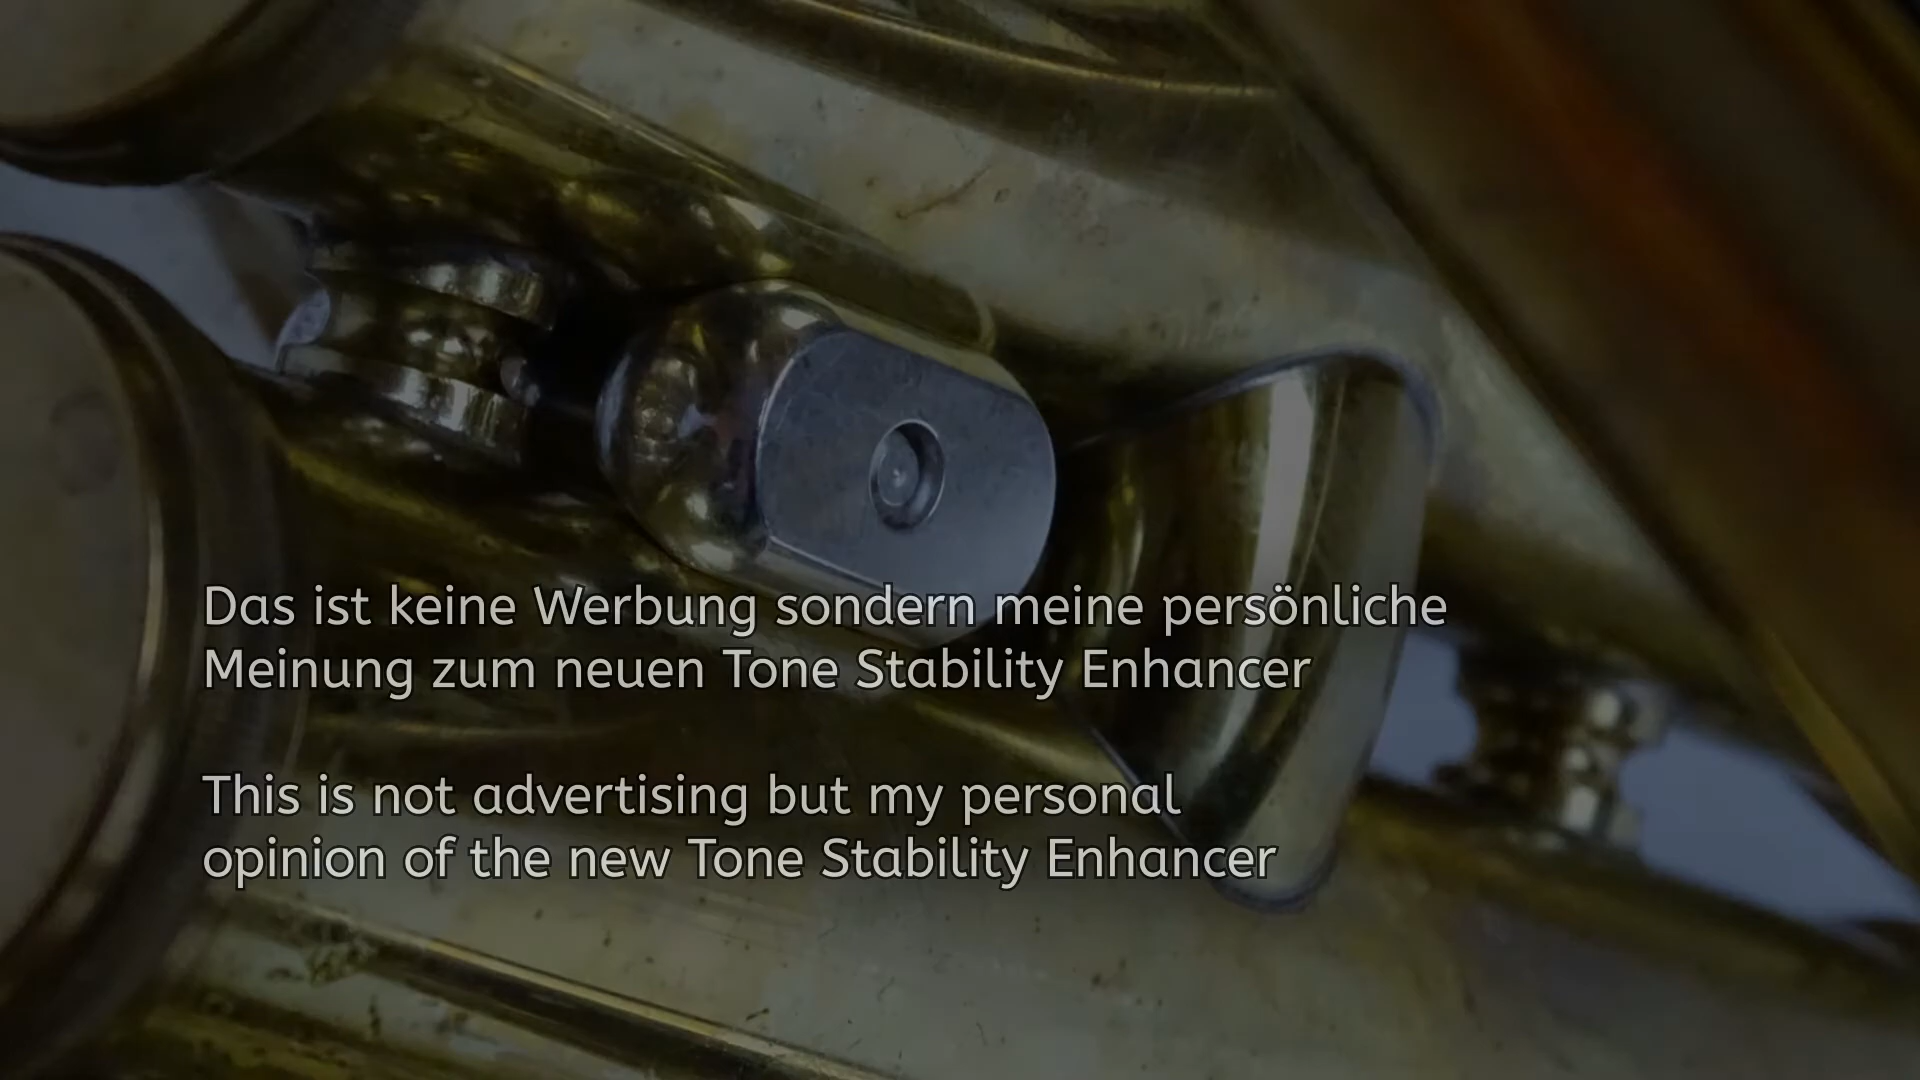 Das ist keine Werbung sondern meine persönliche
Meinung zum neuen Tone Stability Enhancer
This is not advertising but my personal
opinion of the new Tone Stability Enhancer